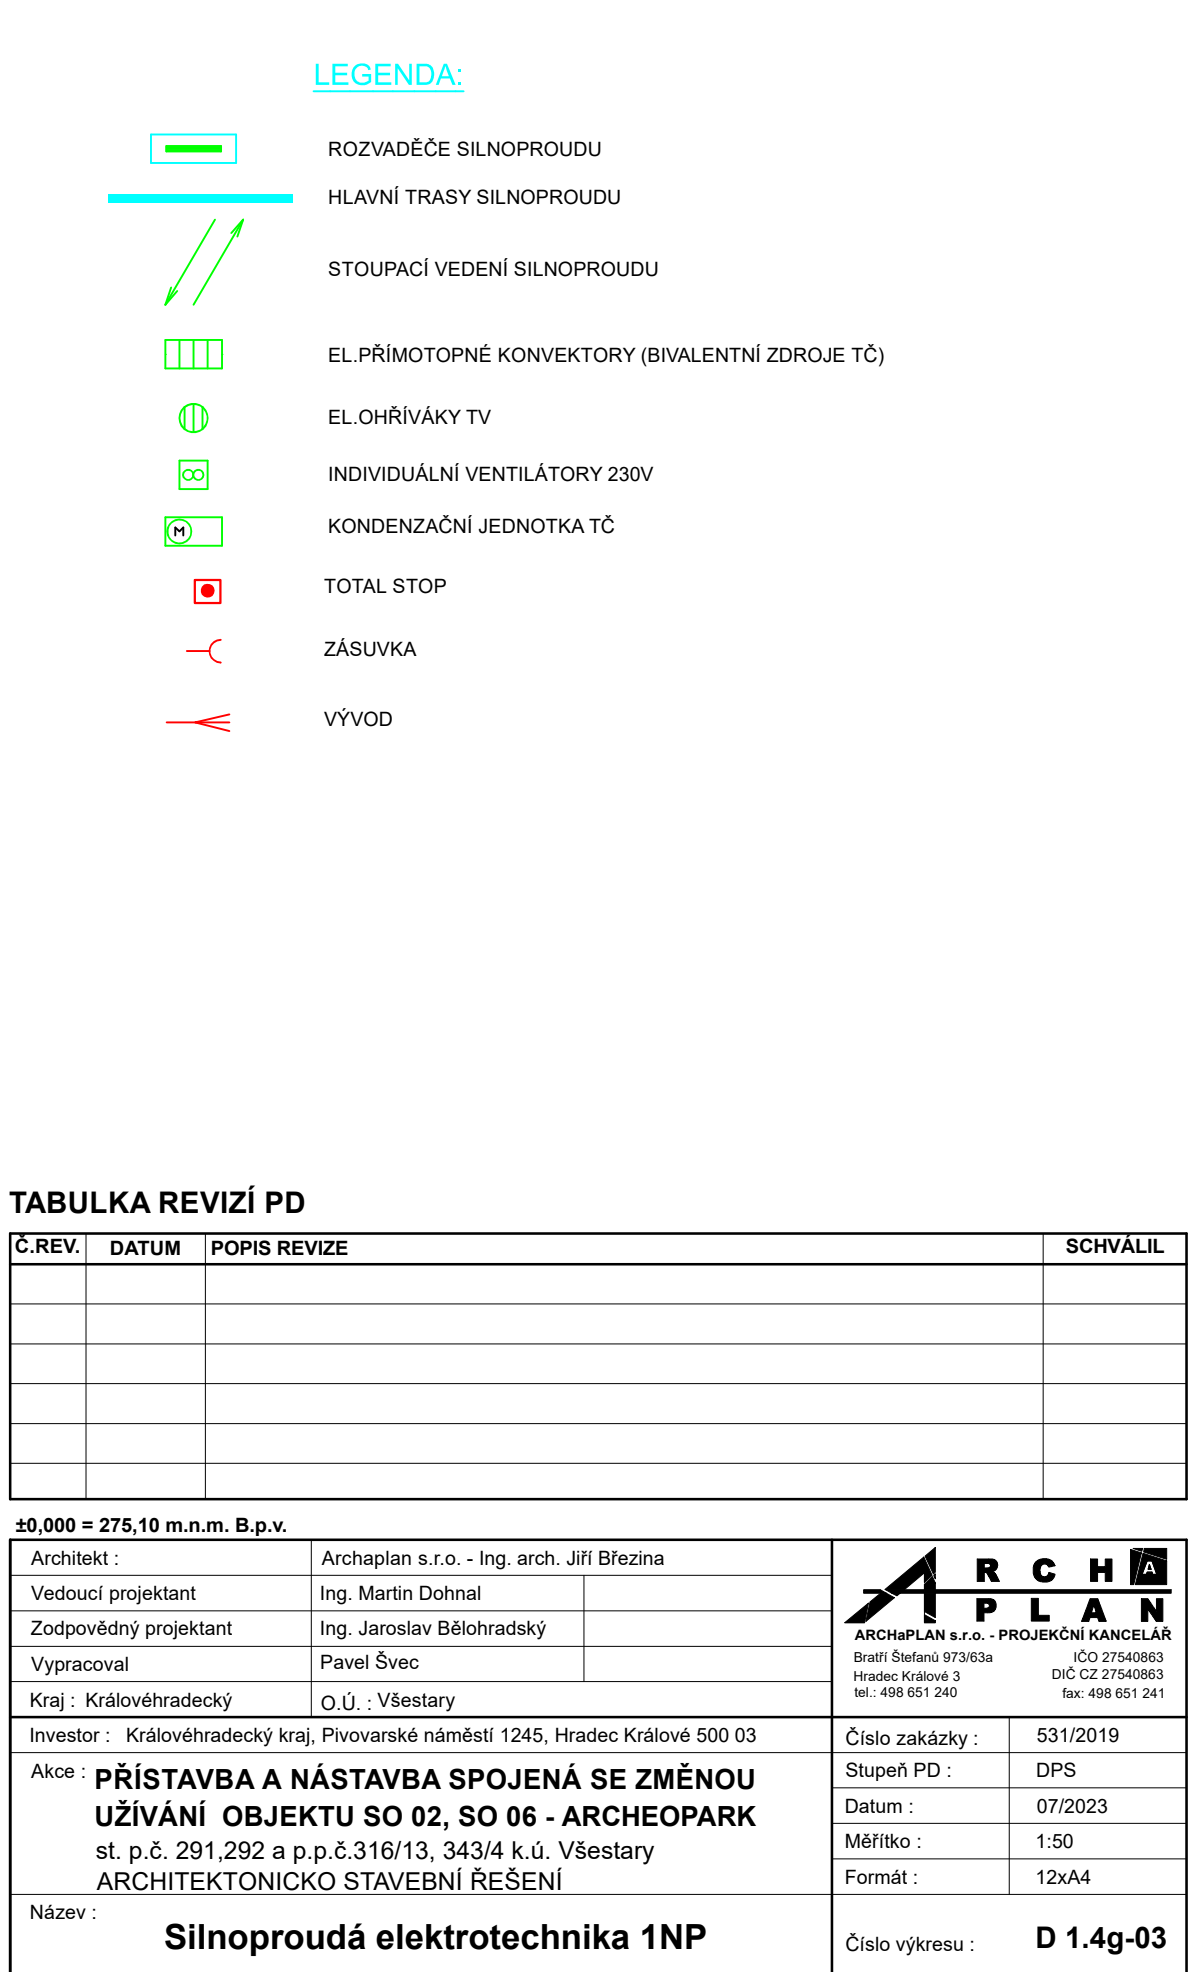 LEGENDA:
ROZVADĚČE SILNOPROUDU
HLAVNÍ TRASY SILNOPROUDU
STOUPACÍ VEDENÍ SILNOPROUDU
EL.PŘÍMOTOPNÉ KONVEKTORY (BIVALENTNÍ ZDROJE TČ)
EL.OHŘÍVÁKY TV
INDIVIDUÁLNÍ VENTILÁTORY 230V
M KONDENZAČNÍ JEDNOTKA TČ
TOTAL STOP
ZÁSUVKA
VÝVOD
TABULKA REVIZÍ PD
Č.REV. DATUM POPIS REVIZE SCHVÁLIL
±0,000 = 275,10 m.n.m. B.p.v.
Architekt : Archaplan s.r.o. - Ing. arch. Jiří Březina
Vedoucí projektant Ing. Martin Dohnal
Zodpovědný projektant Ing. Jaroslav Bělohradský
Vypracoval Pavel Švec
Kraj : Královéhradecký O.Ú. : Všestary
ARCH A
PLAN
ARCHaPLAN s.r.o. - PROJEKČNÍ KANCELÁŘ
Bratří Štefanů 973/63a IČO 27540863
Hradec Králové 3 DIČ CZ 27540863
tel.: 498 651 240 fax: 498 651 241
Investor : Královéhradecký kraj, Pivovarské náměstí 1245, Hradec Králové 500 03
Akce : PŘÍSTAVBA A NÁSTAVBA SPOJENÁ SE ZMĚNOU
UŽÍVÁNÍ OBJEKTU SO 02, SO 06 - ARCHEOPARK
st. p.č. 291,292 a p.p.č.316/13, 343/4 k.ú. Všestary
ARCHITEKTONICKO STAVEBNÍ ŘEŠENÍ
Číslo zakázky : 531/2019
Stupeň PD : DPS
Datum : 07/2023
Měřítko : 1:50
Formát : 12xA4
Název : Silnoproudá elektrotechnika 1NP
Číslo výkresu : D 1.4g-03